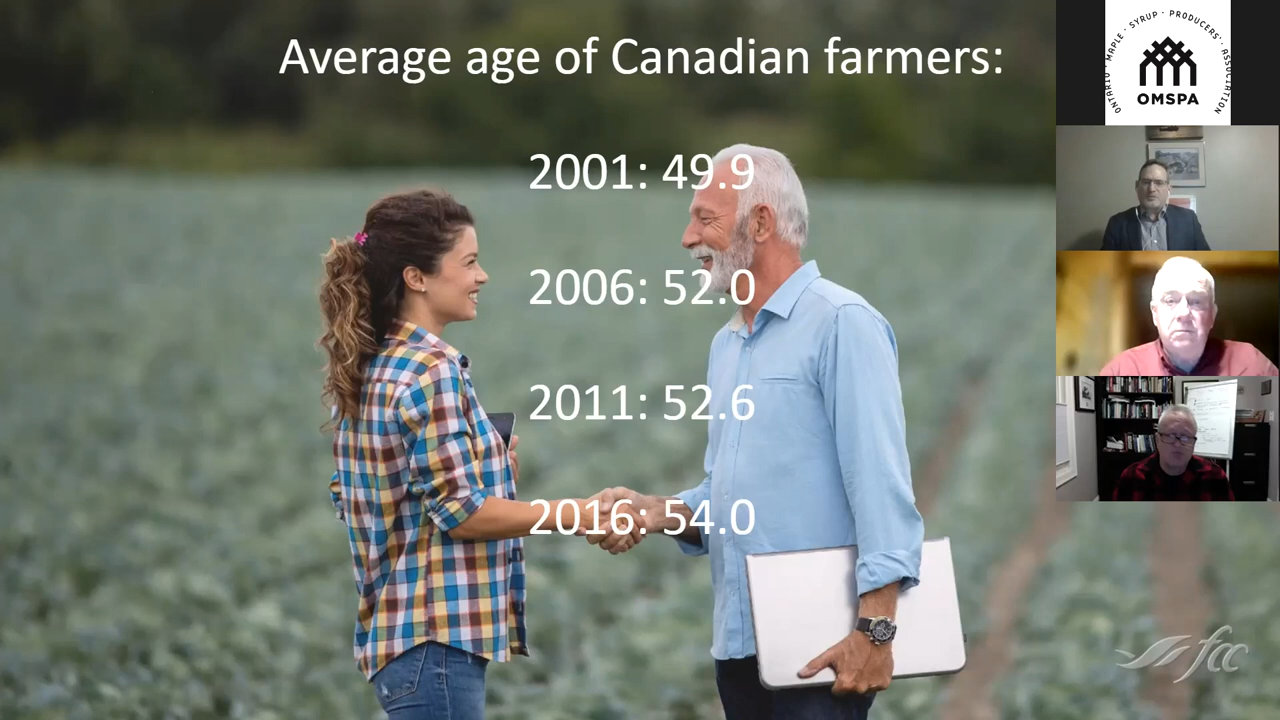 Average age of Canadian farmers:
2001: 49.9
2006: 52.0
2011: 52.6
2016: 54.0
ONTARIO · MAPLE · SYRUP · PRODUCERS' · ASSOCIATION
OMSPA
fcc